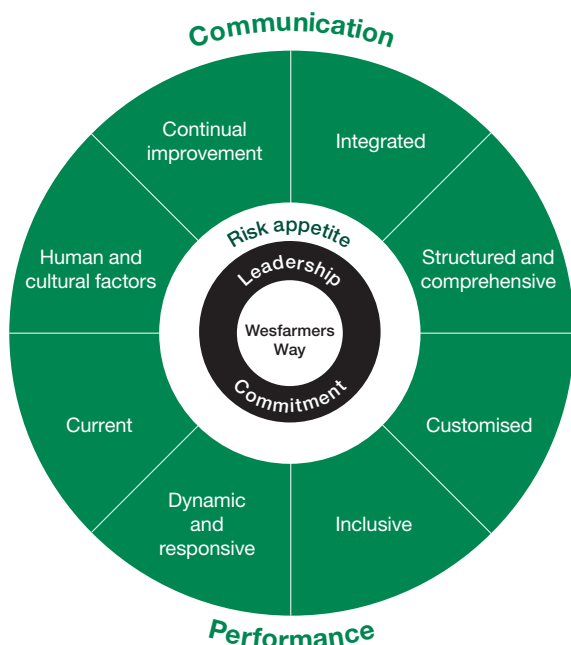 Communication
Continual
improvement
Integrated
Human and
cultural factors
Risk appetite
Structured and
comprehensive
Leadership
Wesfarmers
Way
Commitment
Current
Customised
Dynamic
and
responsive
Inclusive
Performance